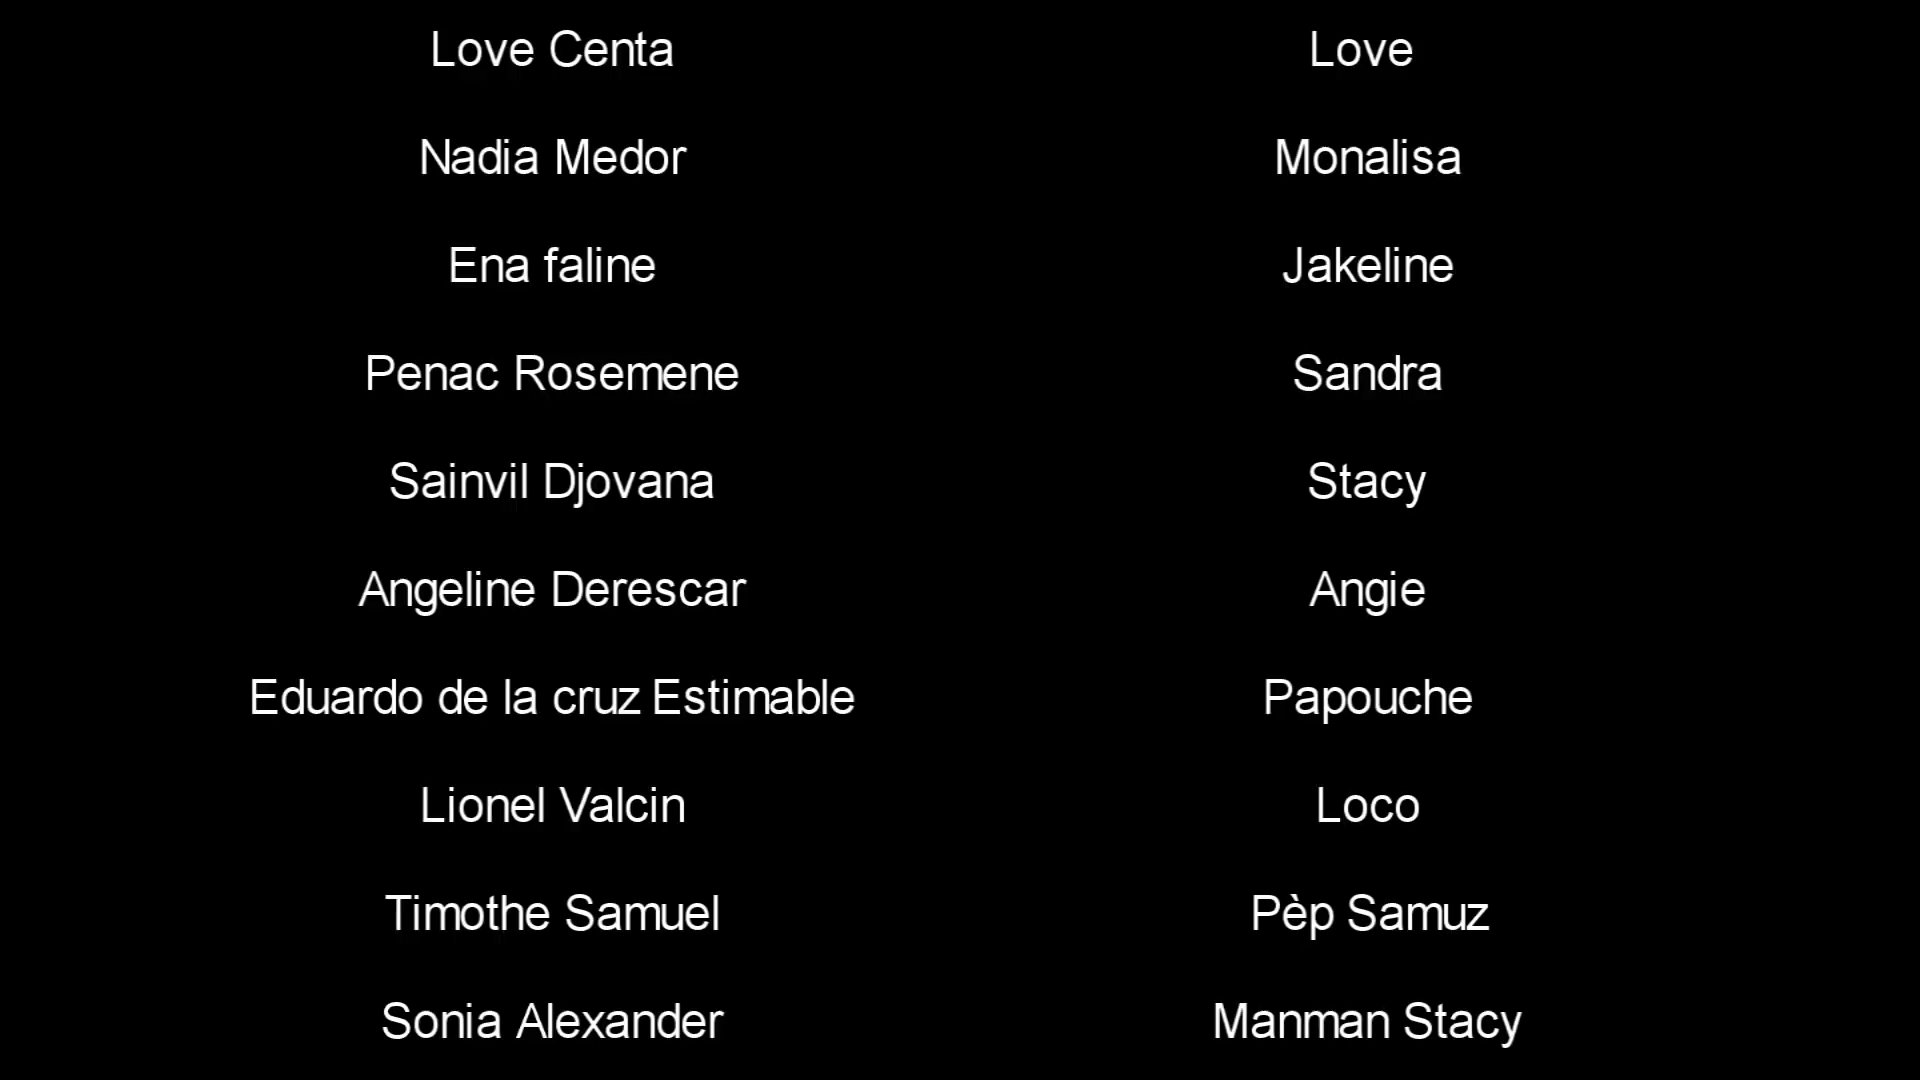 Love Centa Love
Nadia Medor Monalisa
Ena faline Jakeline
Penac Rosemene Sandra
Sainvil Djovana Stacy
Angeline Derescar Angie
Eduardo de la cruz Estimable Papouche
Lionel Valcin Loco
Timothe Samuel Pèp Samuz
Sonia Alexander Manman Stacy